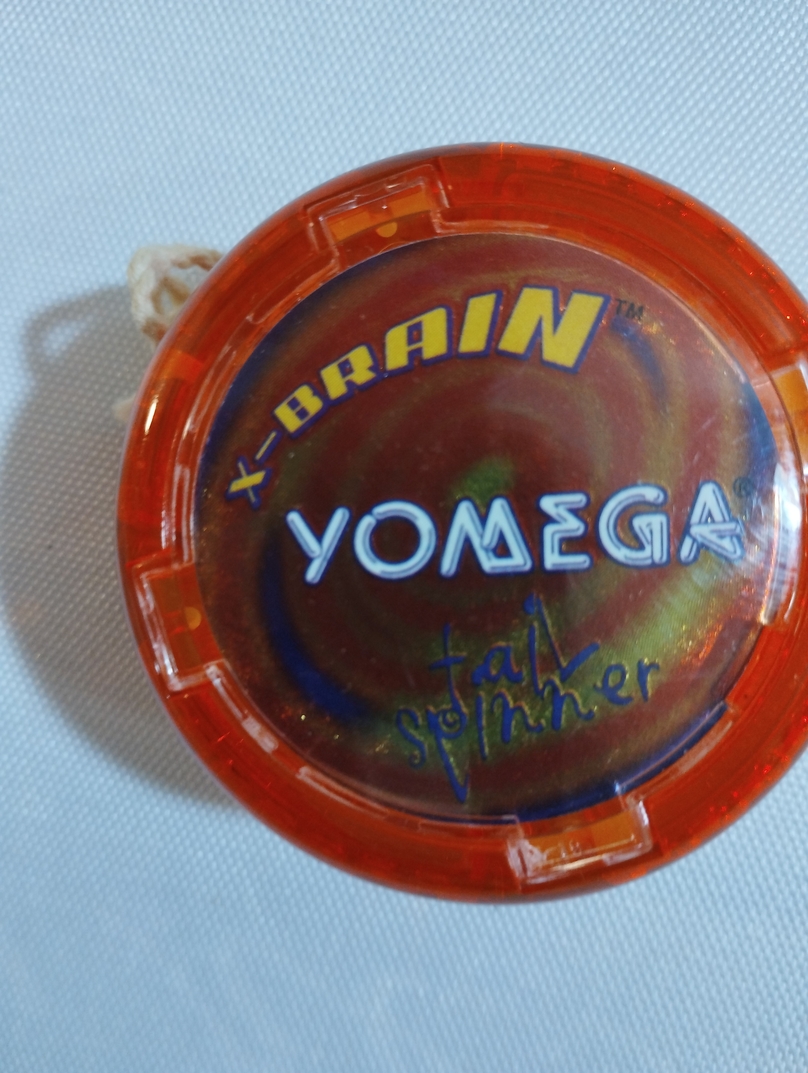 X-BRAIN™
YOMEGA®
tail
spinner